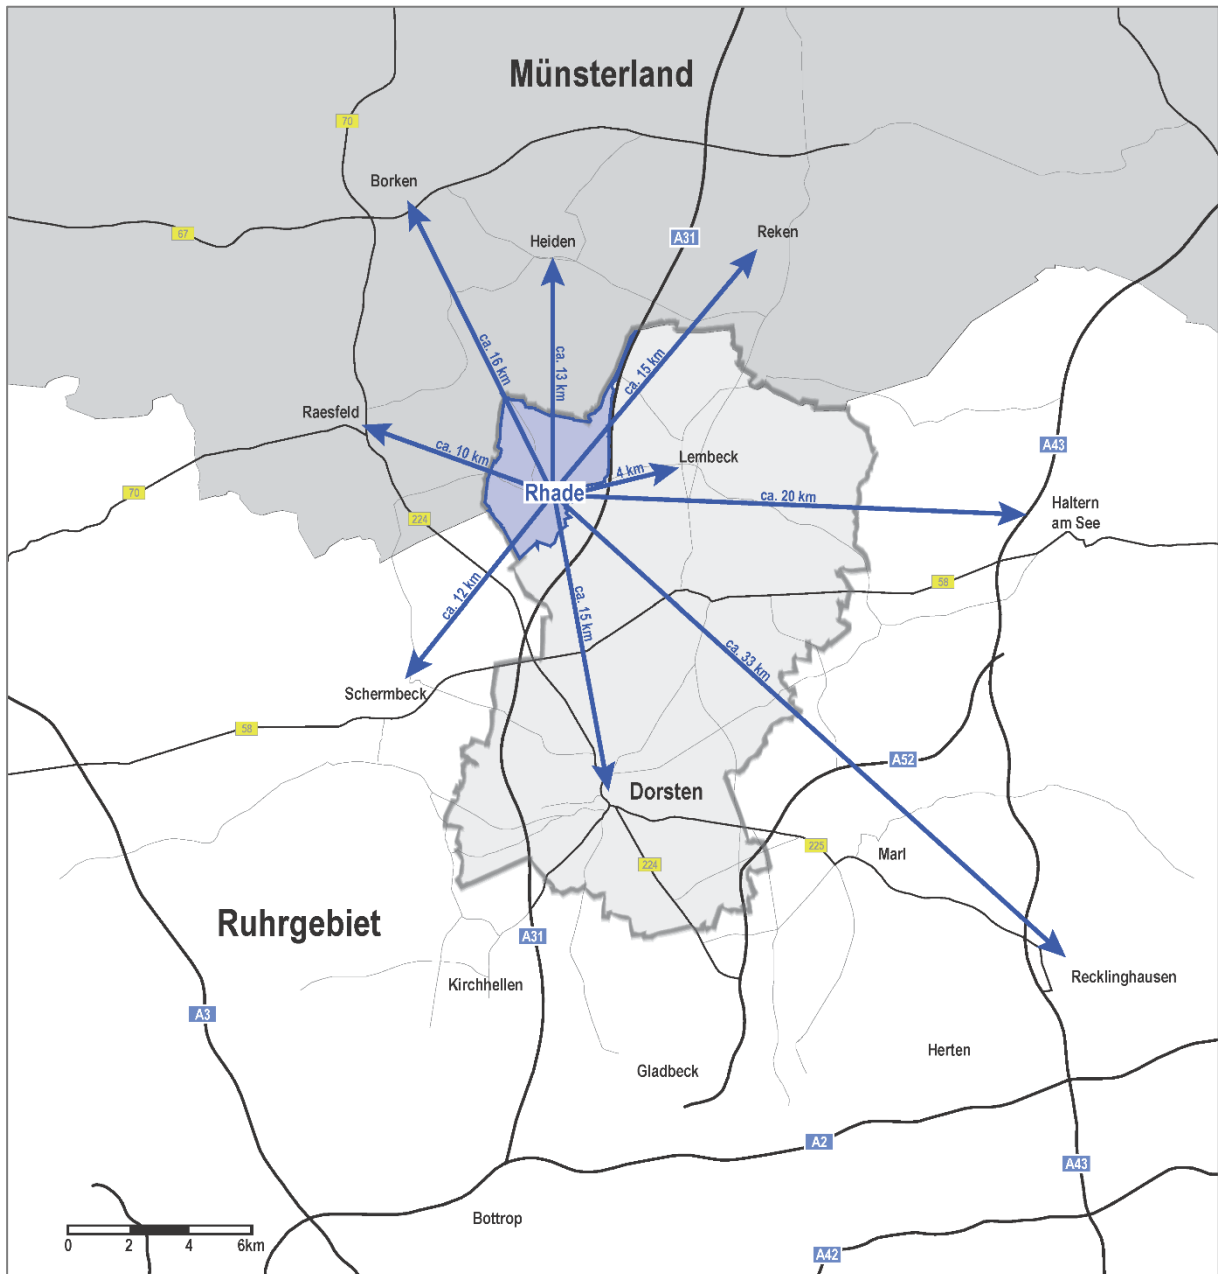 Münsterland
70
Borken
67
Heiden
A31
Reken
ca. 16 km
ca. 13 km
ca. 15 km
Raesfeld
ca. 10 km
4 km
Lembeck
A43
70
Rhade
ca. 20 km
Haltern
am See
224
58
ca. 12 km
ca. 15 km
ca. 33 km
Schermbeck
58
A52
Dorsten
225
Marl
224
Ruhrgebiet
A31
Kirchhellen
Recklinghausen
A3
Herten
Gladbeck
A2
A43
Bottrop
0 2 4 6km
A42